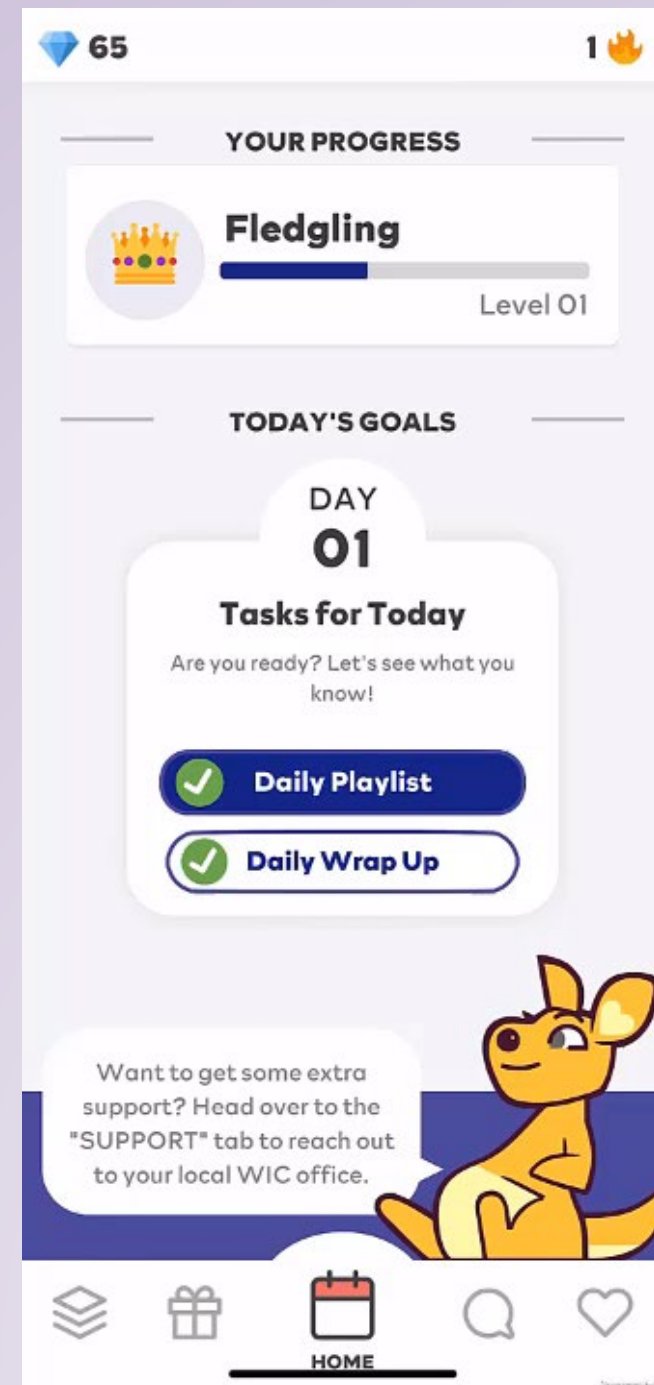 65
1
YOUR PROGRESS
Fledgling
Level 01
TODAY'S GOALS
DAY
01
Tasks for Today
Are you ready? Let's see what you
know!
Daily Playlist
Daily Wrap Up
Want to get some extra
support? Head over to the
"SUPPORT" tab to reach out
to your local WIC office.
HOME